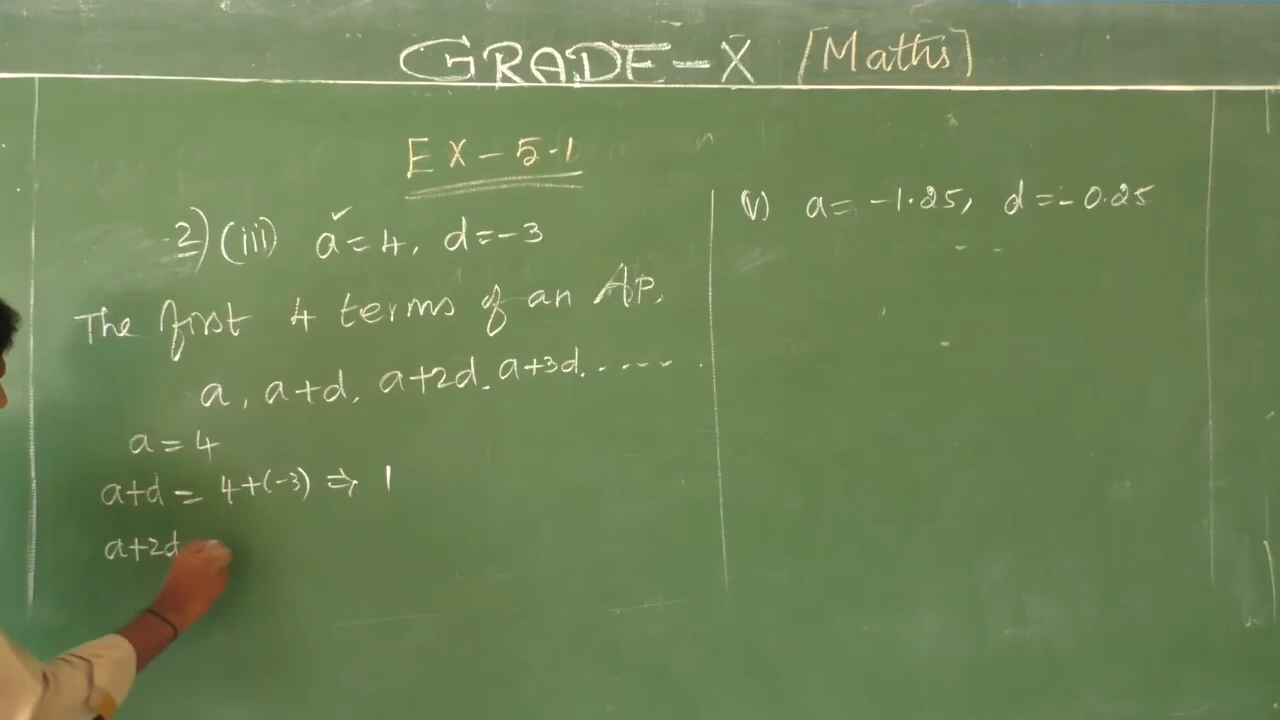 GRADE-X [Maths]
EX-5.1
2) (iii) a=4, d=-3
The first 4 terms of an AP.
a, a+d, a+2d, a+3d, .....
a = 4
a+d = 4+(-3) ⇒ 1
a+2d
(v) a= -1.25, d=-0.25